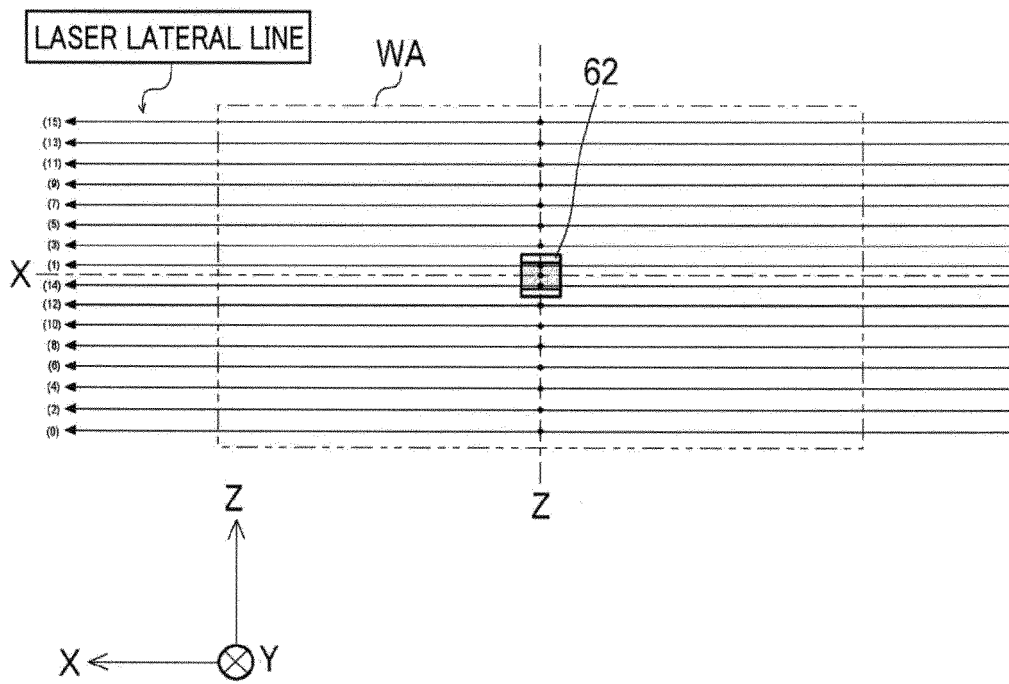 LASER LATERAL LINE
WA
62
(15)
(13)
(11)
(9)
(7)
(5)
(3)
(1)
X
(14)
(12)
(10)
(8)
(6)
(4)
(2)
(0)
Z
Z
X
Y